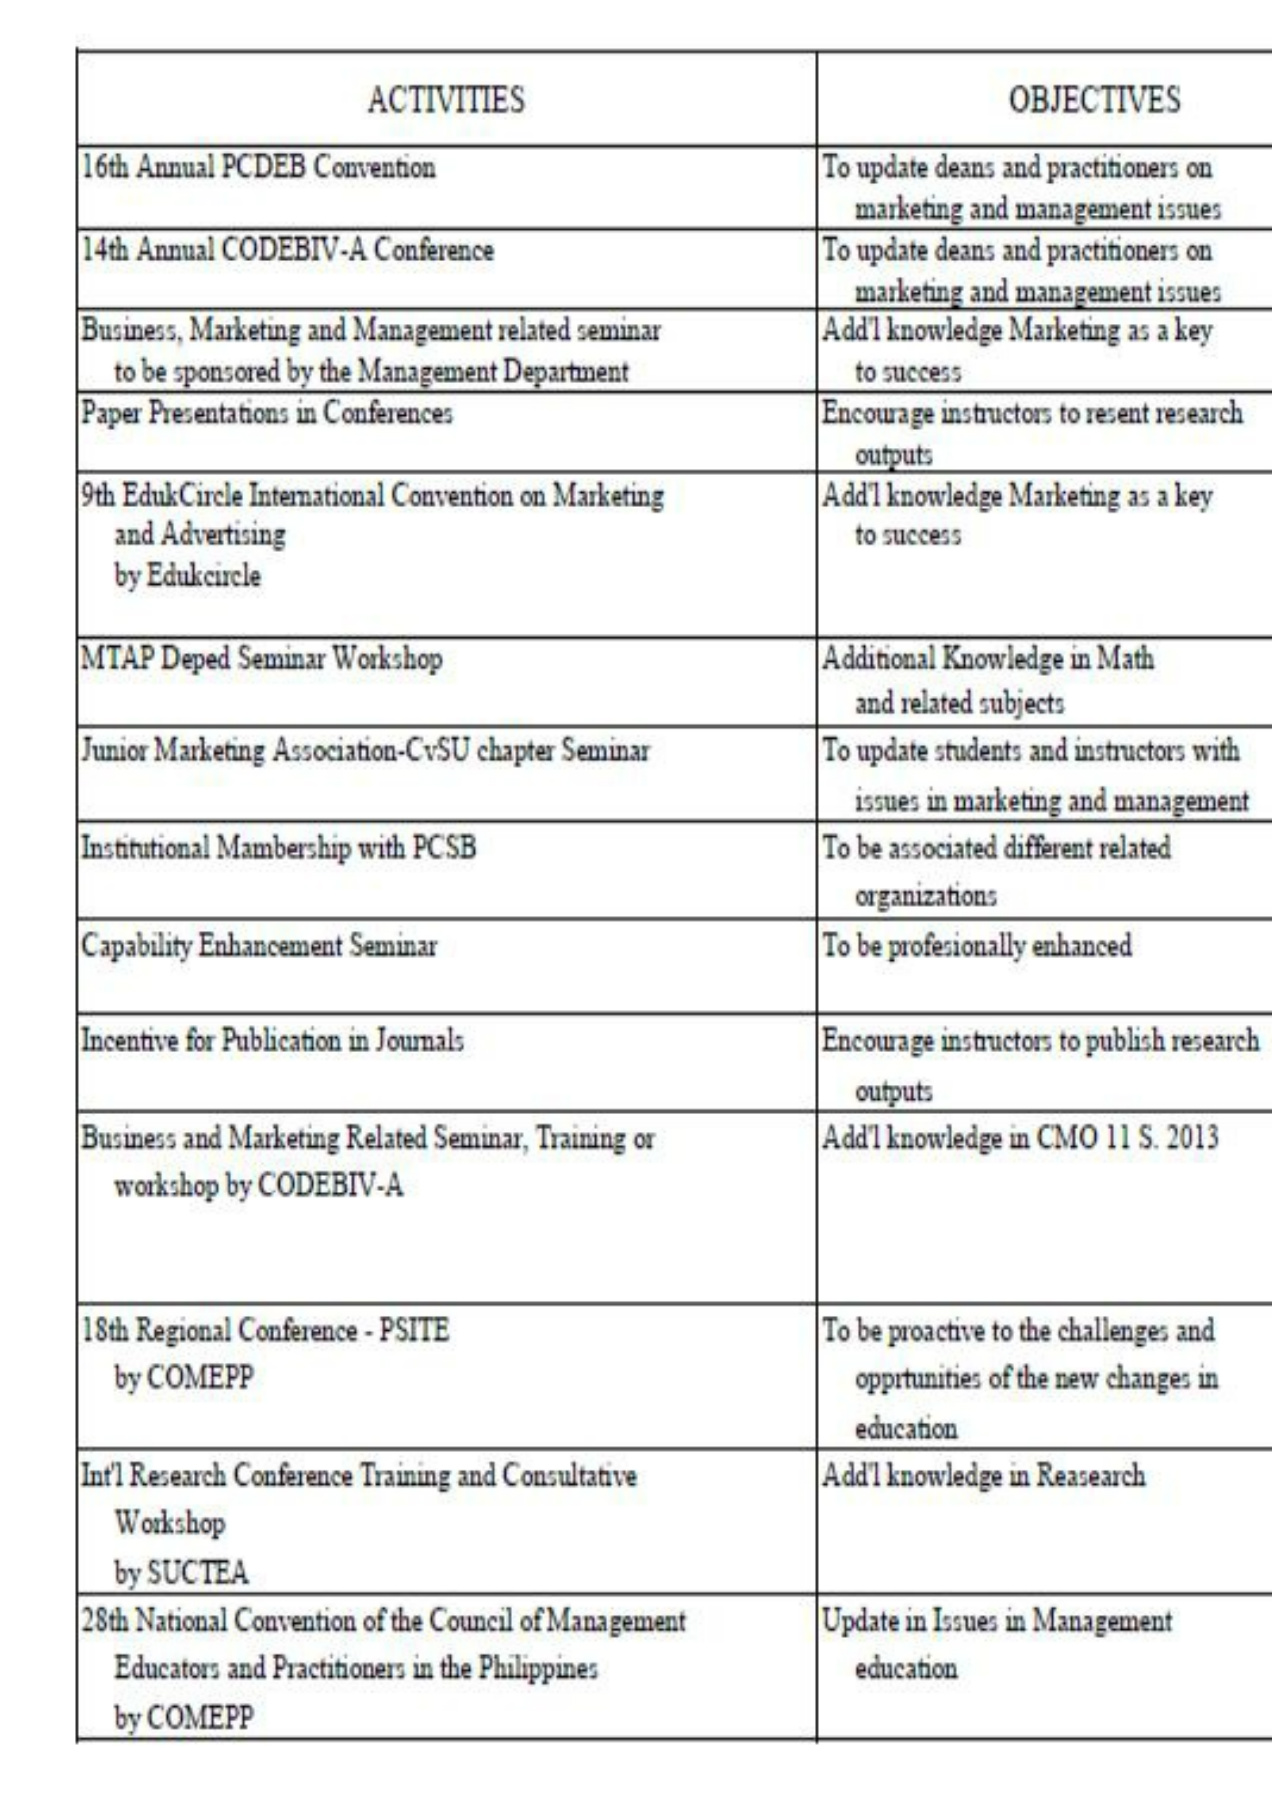 ACTIVITIES OBJECTIVES
16th Annual PCDEB Convention To update deans and practitioners on
marketing and management issues
14th Annual CODEBIV-A Conference To update deans and practitioners on
marketing and management issues
Business, Marketing and Management related seminar Add'l knowledge Marketing as a key
to be sponsored by the Management Department to success
Paper Presentations in Conferences Encourage instructors to resent research
outputs
9th EdukCircle International Convention on Marketing Add'l knowledge Marketing as a key
and Advertising to success
by Edukcircle
MTAP Deped Seminar Workshop Additional Knowledge in Math
and related subjects
Junior Marketing Association-CvSU chapter Seminar To update students and instructors with
issues in marketing and management
Institutional Mambership with PCSB To be associated different related
organizations
Capability Enhancement Seminar To be profesionally enhanced
Incentive for Publication in Journals Encourage instructors to publish research
outputs
Business and Marketing Related Seminar, Training or Add'l knowledge in CMO 11 S. 2013
workshop by CODEBIV-A
18th Regional Conference - PSITE To be proactive to the challenges and
by COMEPP opprtunities of the new changes in
education
Int'l Research Conference Training and Consultative Add'l knowledge in Reasearch
Workshop
by SUCTEA
28th National Convention of the Council of Management Update in Issues in Management
Educators and Practitioners in the Philippines education
by COMEPP